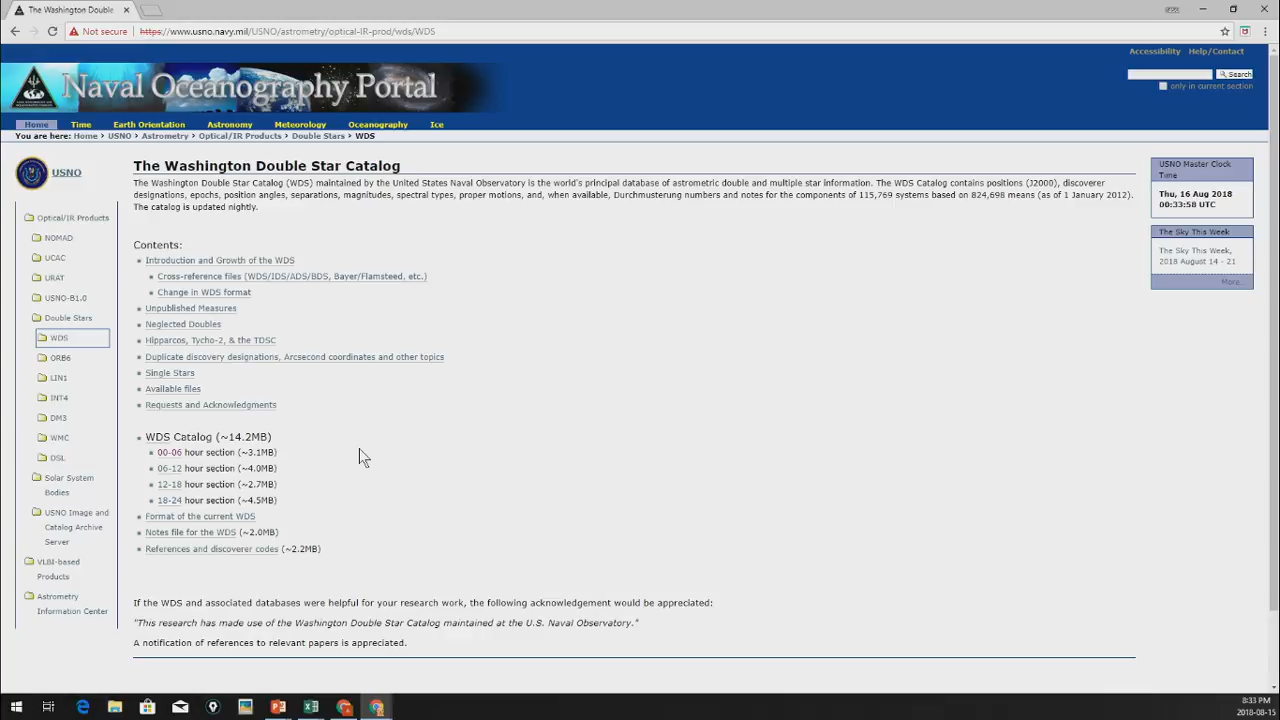 The Washington Double
Not secure
https://www.usno.navy.mil/USNO/astrometry/optical-IR-prod/wds/WDS
Accessibility Help/Contact
Naval Oceanography Portal
Search
only in current section
Home Time Earth Orientation Astronomy Meteorology Oceanography Ice
You are here: Home › USNO › Astrometry › Optical/IR Products › Double Stars › WDS
USNO
Optical/IR Products
NOMAD
UCAC
URAT
USNO-B1.0
Double Stars
WDS
ORB6
LIN1
INT4
DM3
WMC
DSL
Solar System
Bodies
USNO Image and
Catalog Archive
Server
VLBI-based
Products
Astrometry
Information Center
The Washington Double Star Catalog
The Washington Double Star Catalog (WDS) maintained by the United States Naval Observatory is the world's principal database of astrometric double and multiple star information. The WDS Catalog contains positions (J2000), discoverer
designations, epochs, position angles, separations, magnitudes, spectral types, proper motions, and, when available, Durchmusterung numbers and notes for the components of 115,769 systems based on 824,698 means (as of 1 January 2012).
The catalog is updated nightly.
Contents:
Introduction and Growth of the WDS
Cross-reference files (WDS/IDS/ADS/BDS, Bayer/Flamsteed, etc.)
Change in WDS format
Unpublished Measures
Neglected Doubles
Hipparcos, Tycho-2, & the TDSC
Duplicate discovery designations, Arcsecond coordinates and other topics
Single Stars
Available files
Requests and Acknowledgments
WDS Catalog (~14.2MB)
00-06 hour section (~3.1MB)
06-12 hour section (~4.0MB)
12-18 hour section (~2.7MB)
18-24 hour section (~4.5MB)
Format of the current WDS
Notes file for the WDS (~2.0MB)
References and discoverer codes (~2.2MB)
If the WDS and associated databases were helpful for your research work, the following acknowledgement would be appreciated:
"This research has made use of the Washington Double Star Catalog maintained at the U.S. Naval Observatory."
A notification of references to relevant papers is appreciated.
USNO Master Clock
Time
Thu, 16 Aug 2018
00:33:58 UTC
The Sky This Week
The Sky This Week,
2018 August 14 - 21
More…
8:33 PM
2018-08-15